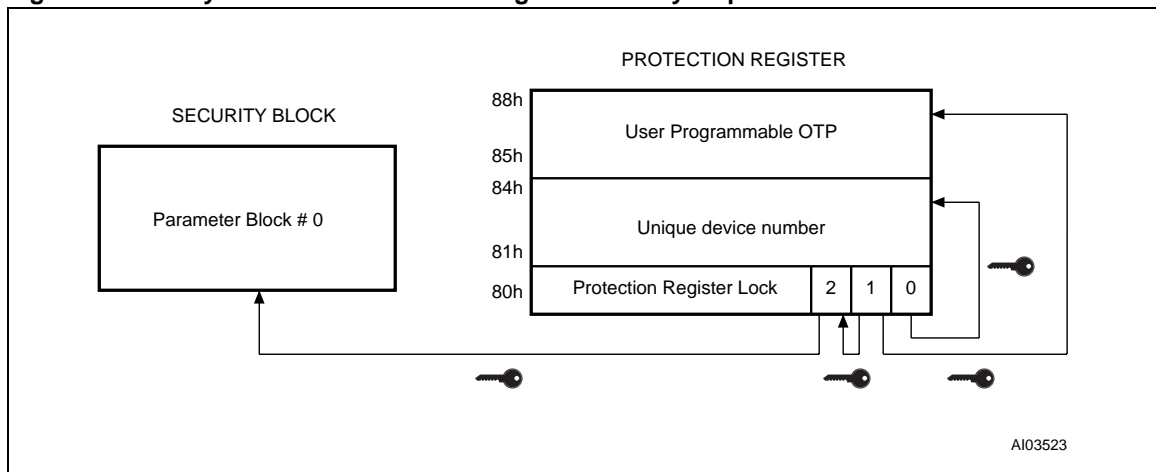 PROTECTION REGISTER
SECURITY BLOCK
88h
User Programmable OTP
85h
84h
Parameter Block # 0
Unique device number
81h
80h
Protection Register Lock 2 1 0
AI03523